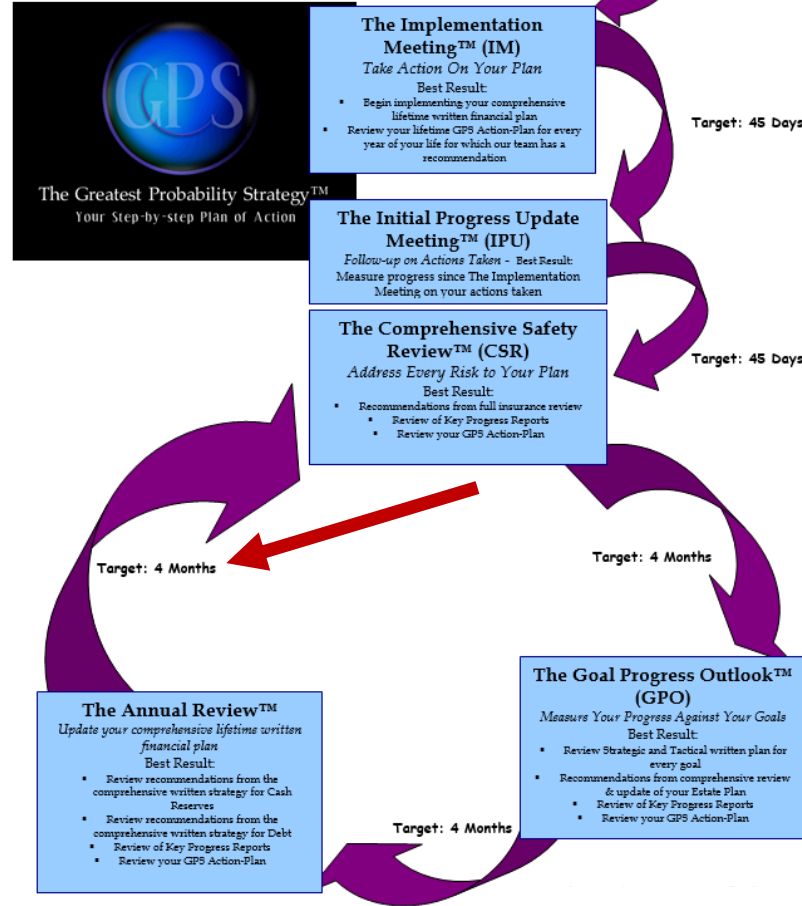 GPS
The Greatest Probability Strategy™
Your Step-by-step Plan of Action
The Implementation
Meeting™ (IM)
Take Action On Your Plan
Best Result:
▪ Begin implementing your comprehensive
lifetime written financial plan
▪ Review your lifetime GPS Action-Plan for every
year of your life for which our team has a
recommendation
Target: 45 Days
The Initial Progress Update
Meeting™ (IPU)
Follow-up on Actions Taken - Best Result:
Measure progress since The Implementation
Meeting on your actions taken
Target: 45 Days
The Comprehensive Safety
Review™ (CSR)
Address Every Risk to Your Plan
Best Result:
▪ Recommendations from full insurance review
▪ Review of Key Progress Reports
▪ Review your GPS Action-Plan
Target: 4 Months
Target: 4 Months
The Goal Progress Outlook™
(GPO)
Measure Your Progress Against Your Goals
Best Result:
▪ Review Strategic and Tactical written plan for
every goal
▪ Recommendations from comprehensive review
& update of your Estate Plan
▪ Review of Key Progress Reports
▪ Review your GPS Action-Plan
The Annual Review™
Update your comprehensive lifetime written
financial plan
Best Result:
▪ Review recommendations from the
comprehensive written strategy for Cash
Reserves
▪ Review recommendations from the
comprehensive written strategy for Debt
▪ Review of Key Progress Reports
▪ Review your GPS Action-Plan
Target: 4 Months